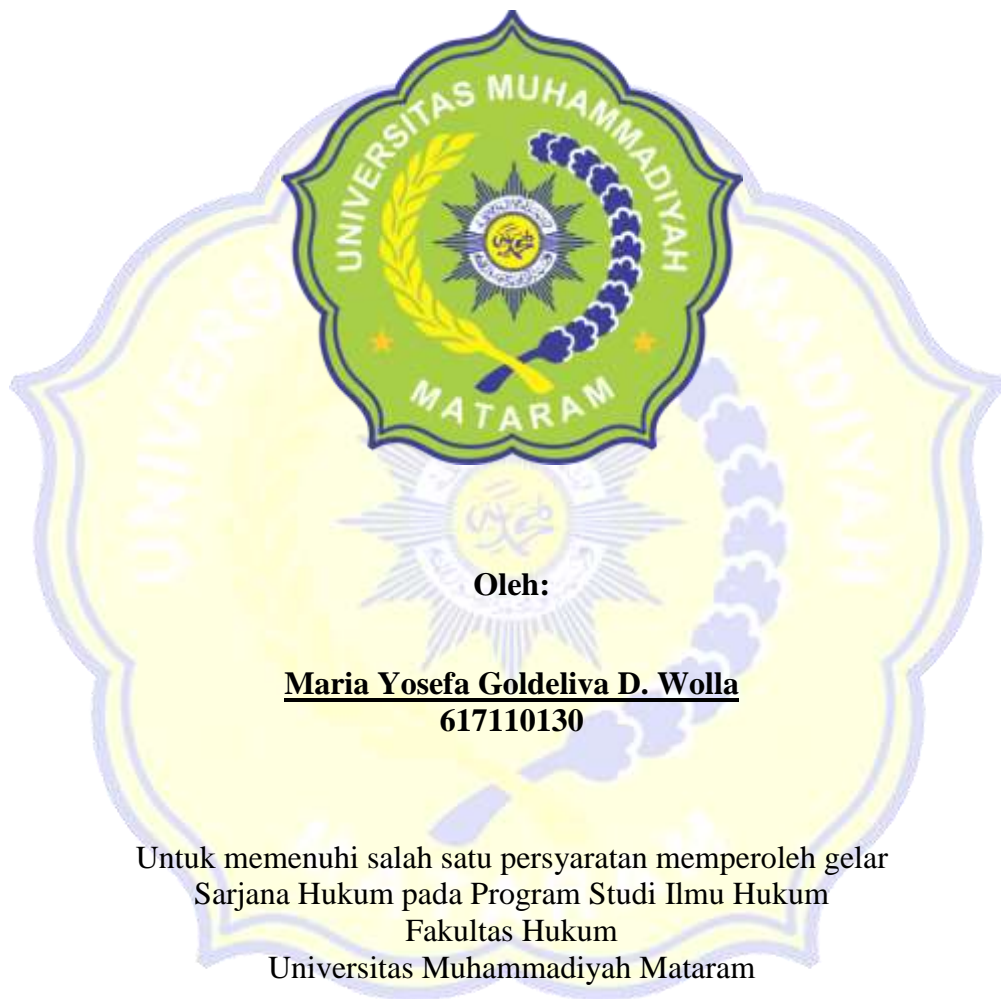 UNIVERSITAS MUHAMMADIYAH
MATARAM
Oleh:
Maria Yosefa Goldeliva D. Wolla
617110130
Untuk memenuhi salah satu persyaratan memperoleh gelar
Sarjana Hukum pada Program Studi Ilmu Hukum
Fakultas Hukum
Universitas Muhammadiyah Mataram